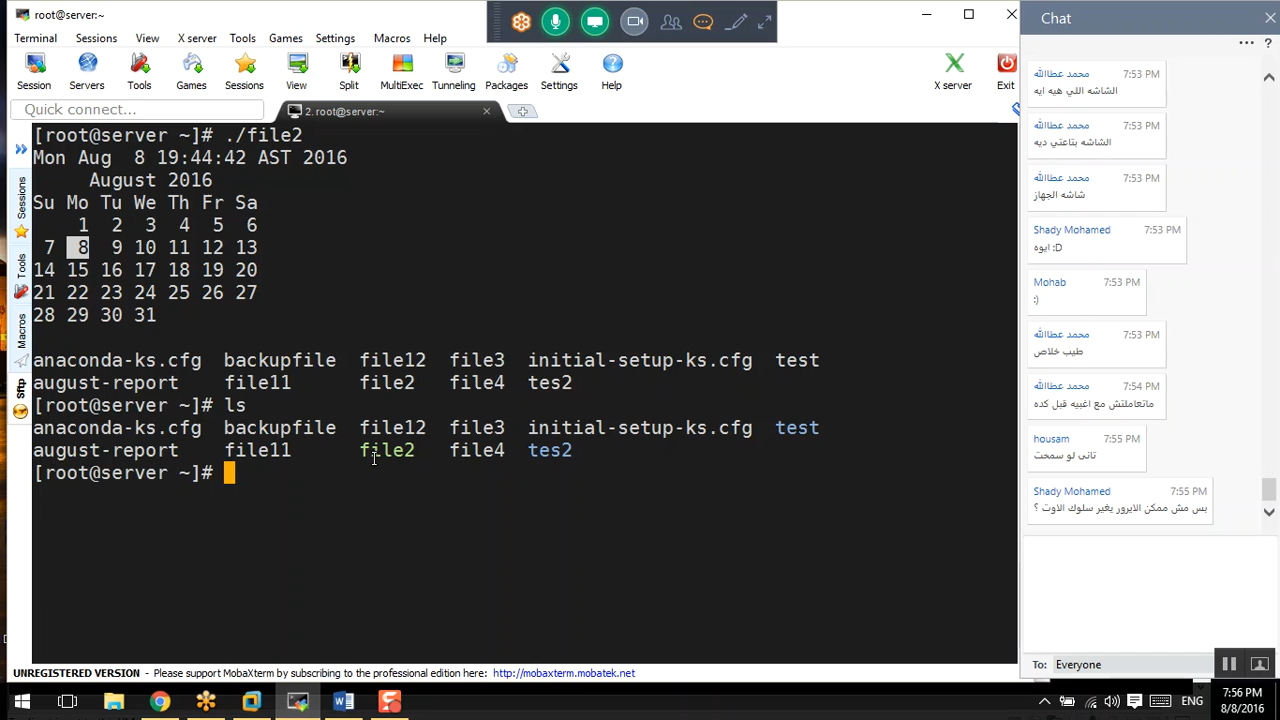 root@server:~
Terminal Sessions View X server Tools Games Settings Macros Help
Session Servers Tools Games Sessions View Split MultiExec Tunneling Packages Settings Help X server Exit
Quick connect...
2. root@server:~
Sessions
Tools
Macros
Sftp
[root@server ~]# ./file2
Mon Aug  8 19:44:42 AST 2016
August 2016
Su Mo Tu We Th Fr Sa
1 2 3 4 5 6
7 8 9 10 11 12 13
14 15 16 17 18 19 20
21 22 23 24 25 26 27
28 29 30 31
anaconda-ks.cfg backupfile file12 file3 initial-setup-ks.cfg test
august-report file11 file2 file4 tes2
[root@server ~]# ls
anaconda-ks.cfg backupfile file12 file3 initial-setup-ks.cfg test
august-report file11 file2 file4 tes2
[root@server ~]#
UNREGISTERED VERSION - Please support MobaXterm by subscribing to the professional edition here: http://mobaxterm.mobatek.net
Chat
... ?
محمد عطاالله 7:53 PM
الشاشه اللي هيه ايه
محمد عطاالله 7:53 PM
الشاشه بتاعتي ديه
محمد عطاالله 7:53 PM
شاشه الجهاز
Shady Mohamed 7:53 PM
ايوه :D
Mohab 7:53 PM
:)
محمد عطاالله 7:53 PM
طيب خلاص
محمد عطاالله 7:54 PM
ماتعاملتش مع اغبيه قبل كده
housam 7:55 PM
تانى لو سمحت
Shady Mohamed 7:55 PM
بس مش ممكن الايرور يغير سلوك الاوت ؟
To: Everyone
ENG
7:56 PM
8/8/2016